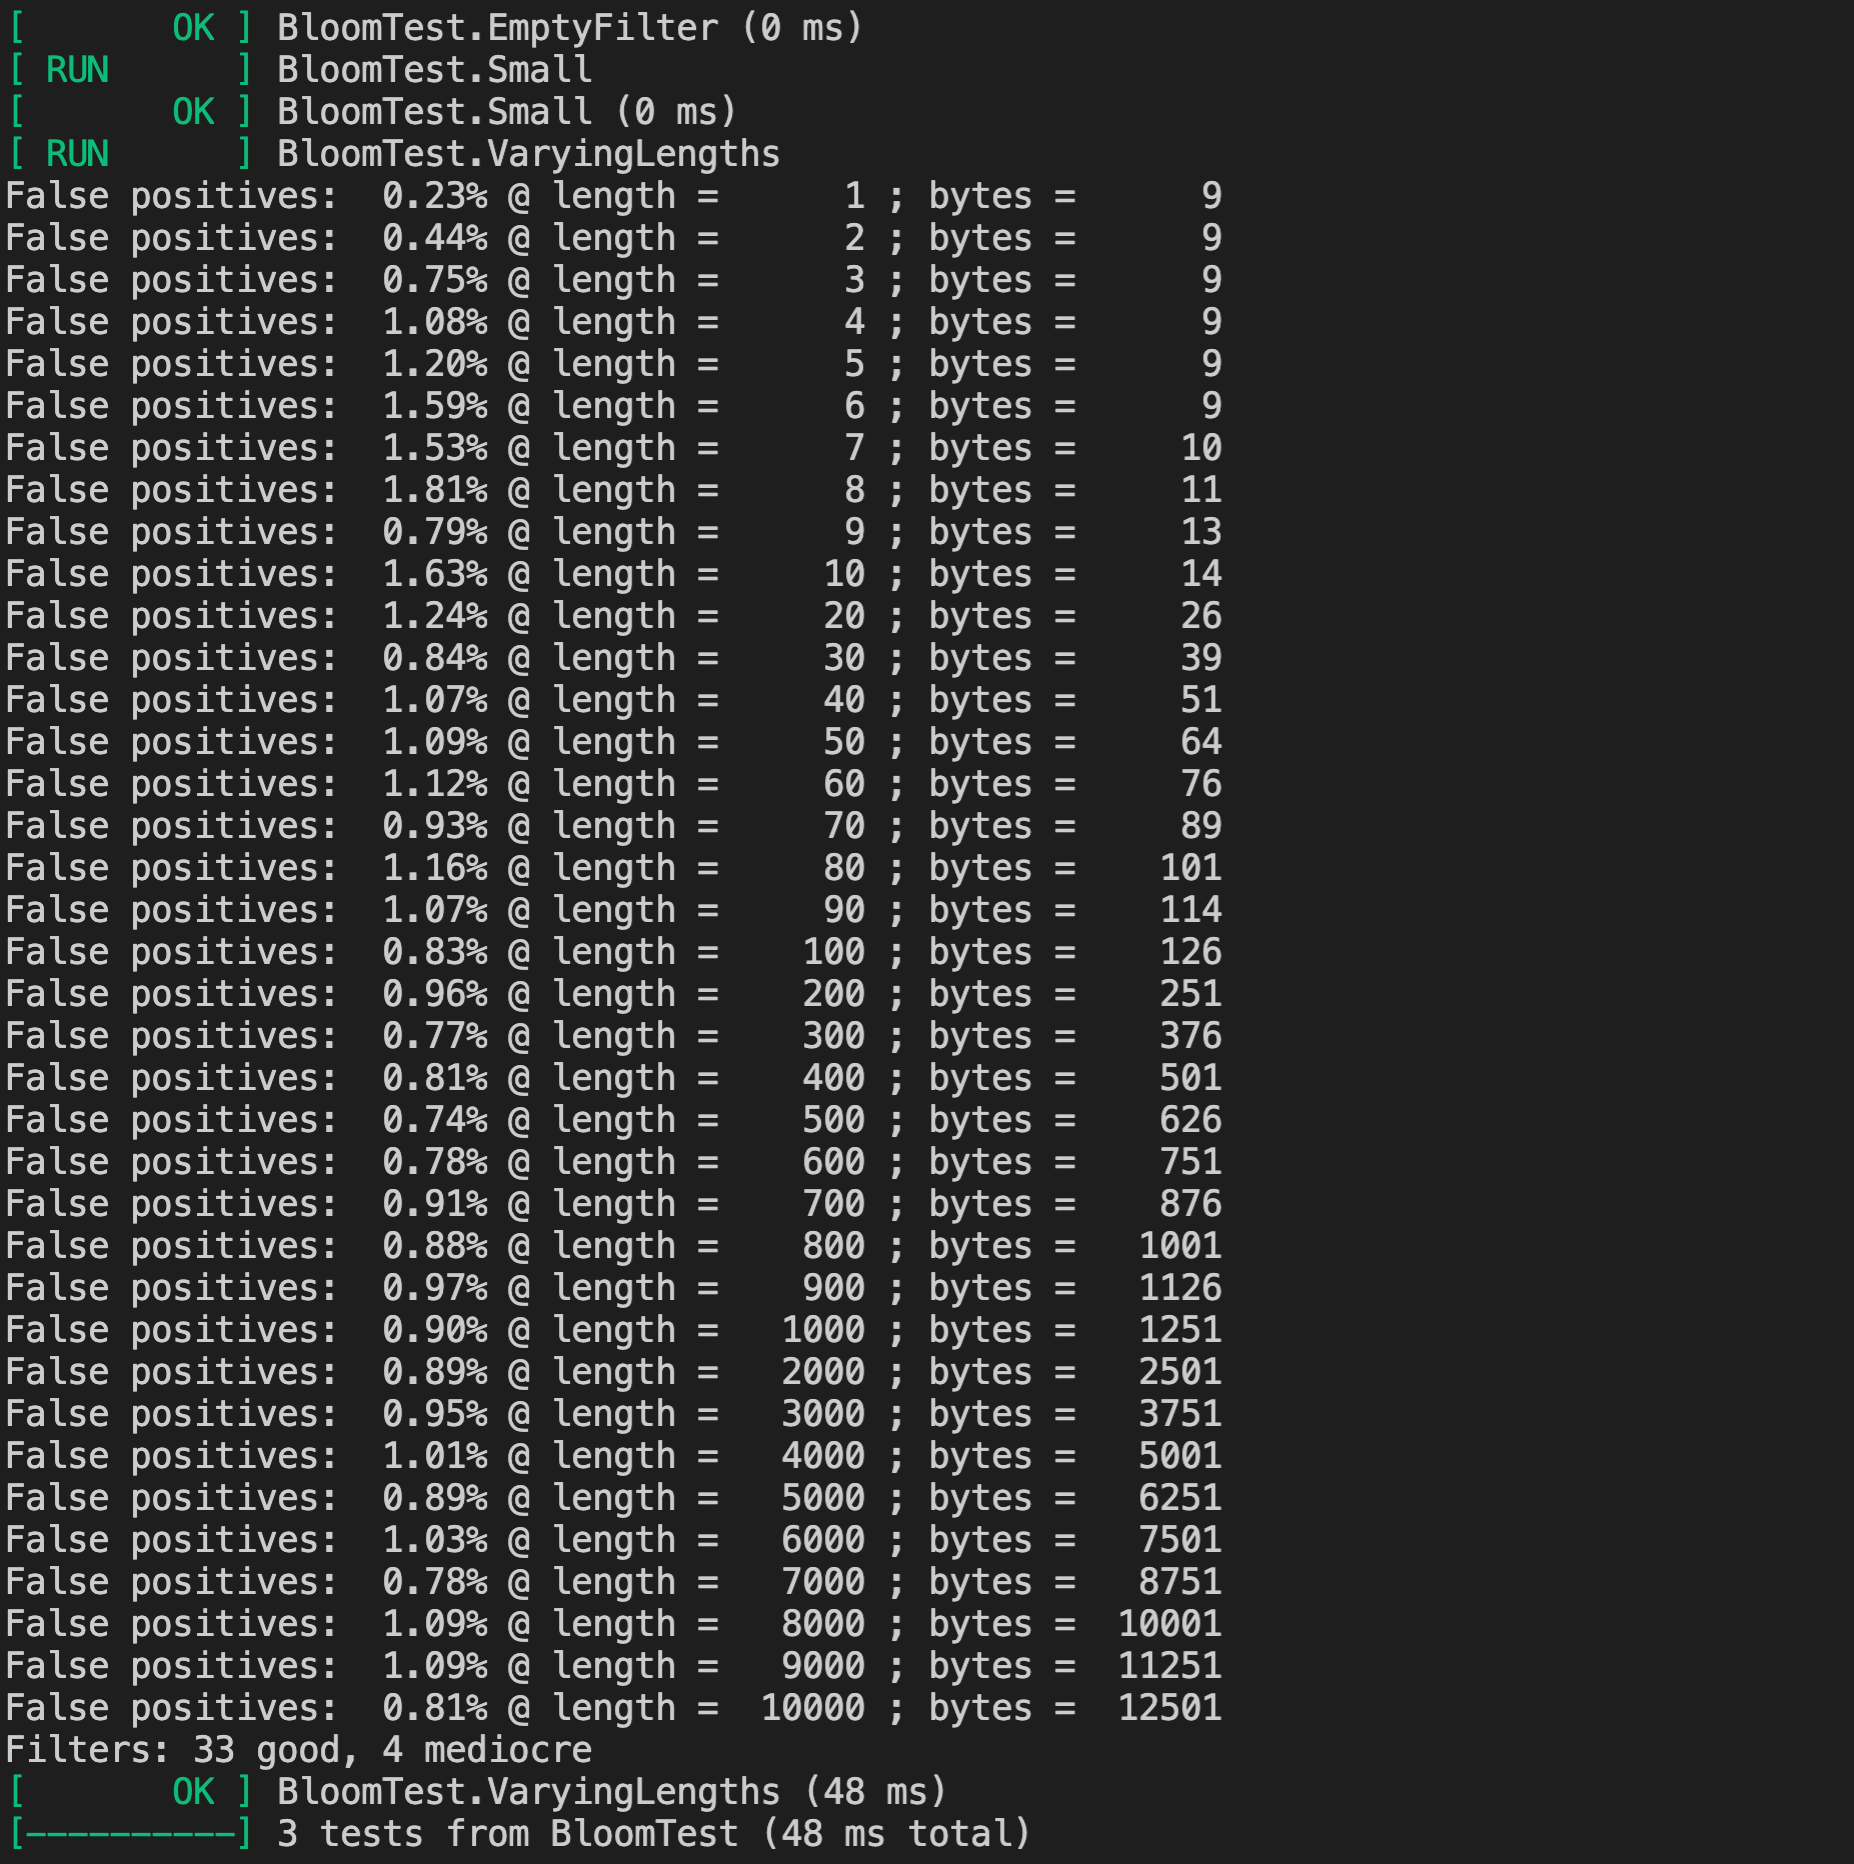 [       OK ] BloomTest.EmptyFilter (0 ms)
[ RUN      ] BloomTest.Small
[       OK ] BloomTest.Small (0 ms)
[ RUN      ] BloomTest.VaryingLengths
False positives:  0.23% @ length =      1 ; bytes =      9
False positives:  0.44% @ length =      2 ; bytes =      9
False positives:  0.75% @ length =      3 ; bytes =      9
False positives:  1.08% @ length =      4 ; bytes =      9
False positives:  1.20% @ length =      5 ; bytes =      9
False positives:  1.59% @ length =      6 ; bytes =      9
False positives:  1.53% @ length =      7 ; bytes =     10
False positives:  1.81% @ length =      8 ; bytes =     11
False positives:  0.79% @ length =      9 ; bytes =     13
False positives:  1.63% @ length =     10 ; bytes =     14
False positives:  1.24% @ length =     20 ; bytes =     26
False positives:  0.84% @ length =     30 ; bytes =     39
False positives:  1.07% @ length =     40 ; bytes =     51
False positives:  1.09% @ length =     50 ; bytes =     64
False positives:  1.12% @ length =     60 ; bytes =     76
False positives:  0.93% @ length =     70 ; bytes =     89
False positives:  1.16% @ length =     80 ; bytes =    101
False positives:  1.07% @ length =     90 ; bytes =    114
False positives:  0.83% @ length =    100 ; bytes =    126
False positives:  0.96% @ length =    200 ; bytes =    251
False positives:  0.77% @ length =    300 ; bytes =    376
False positives:  0.81% @ length =    400 ; bytes =    501
False positives:  0.74% @ length =    500 ; bytes =    626
False positives:  0.78% @ length =    600 ; bytes =    751
False positives:  0.91% @ length =    700 ; bytes =    876
False positives:  0.88% @ length =    800 ; bytes =   1001
False positives:  0.97% @ length =    900 ; bytes =   1126
False positives:  0.90% @ length =   1000 ; bytes =   1251
False positives:  0.89% @ length =   2000 ; bytes =   2501
False positives:  0.95% @ length =   3000 ; bytes =   3751
False positives:  1.01% @ length =   4000 ; bytes =   5001
False positives:  0.89% @ length =   5000 ; bytes =   6251
False positives:  1.03% @ length =   6000 ; bytes =   7501
False positives:  0.78% @ length =   7000 ; bytes =   8751
False positives:  1.09% @ length =   8000 ; bytes =  10001
False positives:  1.09% @ length =   9000 ; bytes =  11251
False positives:  0.81% @ length =  10000 ; bytes =  12501
Filters: 33 good, 4 mediocre
[       OK ] BloomTest.VaryingLengths (48 ms)
[----------] 3 tests from BloomTest (48 ms total)